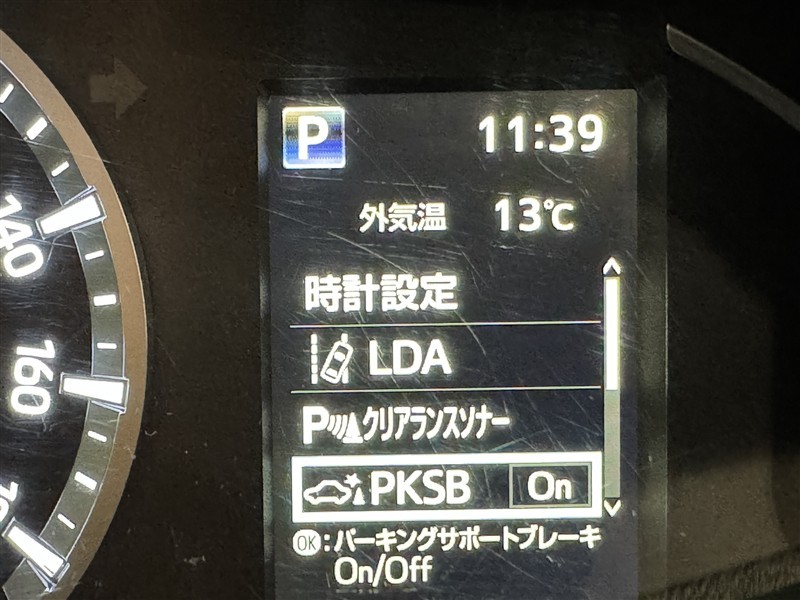 P 11:39
外気温 13℃
時計設定
LDA
Pクリアランスソナー
PKSB On
OK:パーキングサポートブレーキ
On/Off
140
160